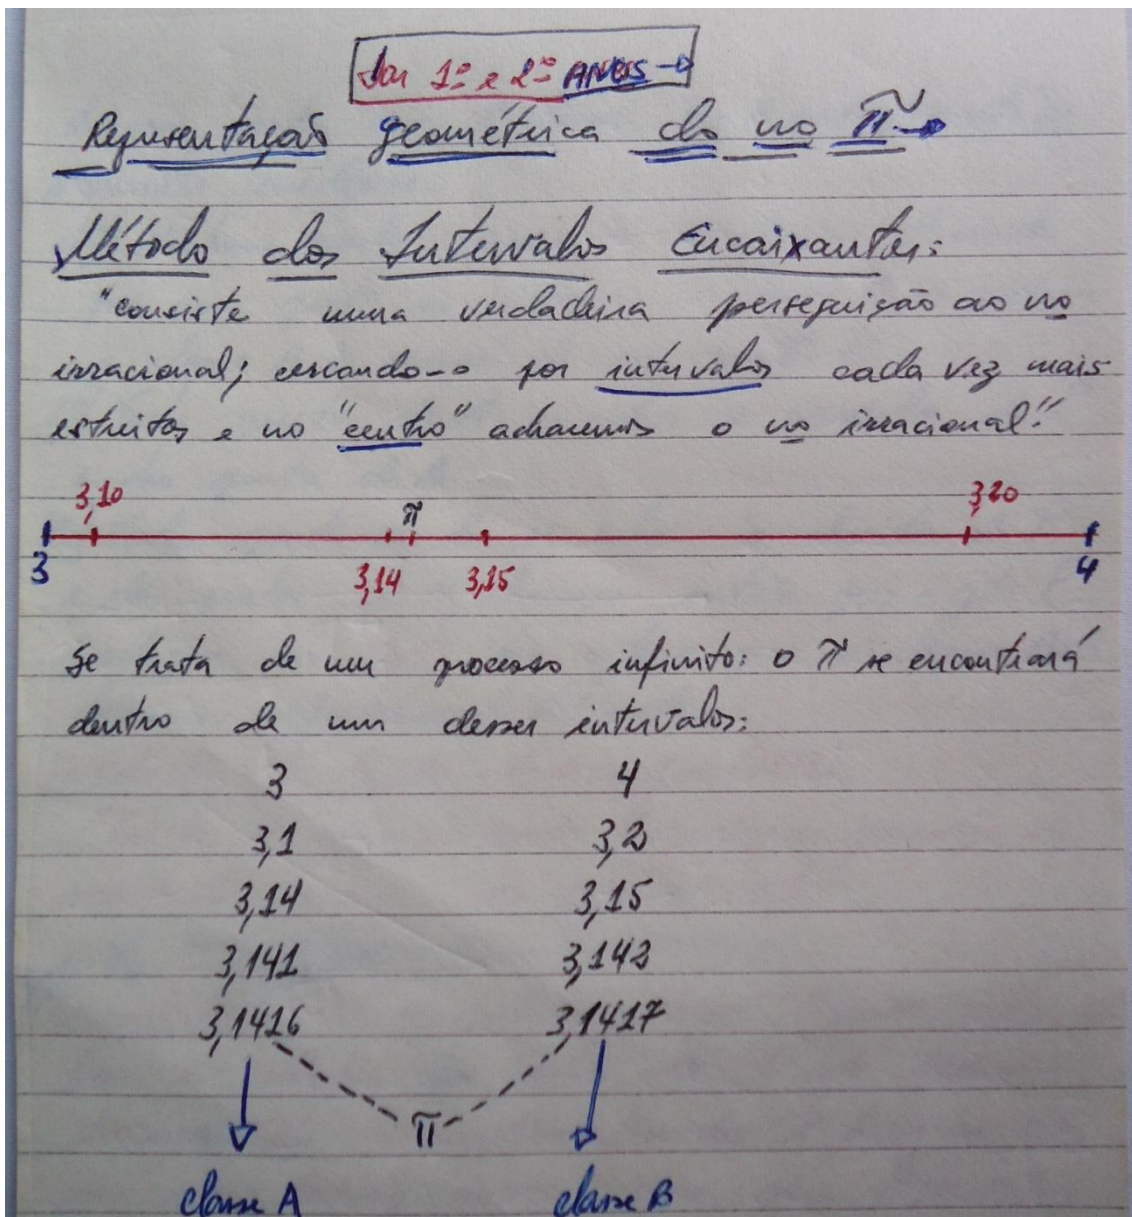 1º e 2º ANOS
Representação geométrica do no π
Método dos Intervalos Encaixantes:
"consiste numa verdadeira perseguição ao no
irracional; cercando-o por intervalos cada vez mais
estreitos e no "centro" acharemos o no irracional".
3,10 π 3,20
3 3,14 3,15 4
Se trata de um processo infinito: o π se encontrará
dentro de um desses intervalos:
3 4
3,1 3,2
3,14 3,15
3,141 3,142
3,1416 3,1417
π
classe A classe B